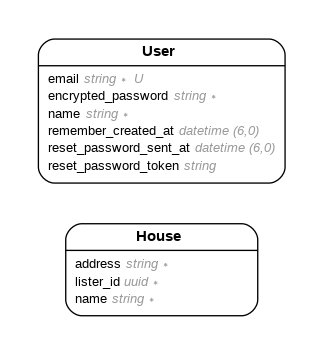 User
email string ∗ U
encrypted_password string ∗
name string ∗
remember_created_at datetime (6,0)
reset_password_sent_at datetime (6,0)
reset_password_token string
House
address string ∗
lister_id uuid ∗
name string ∗